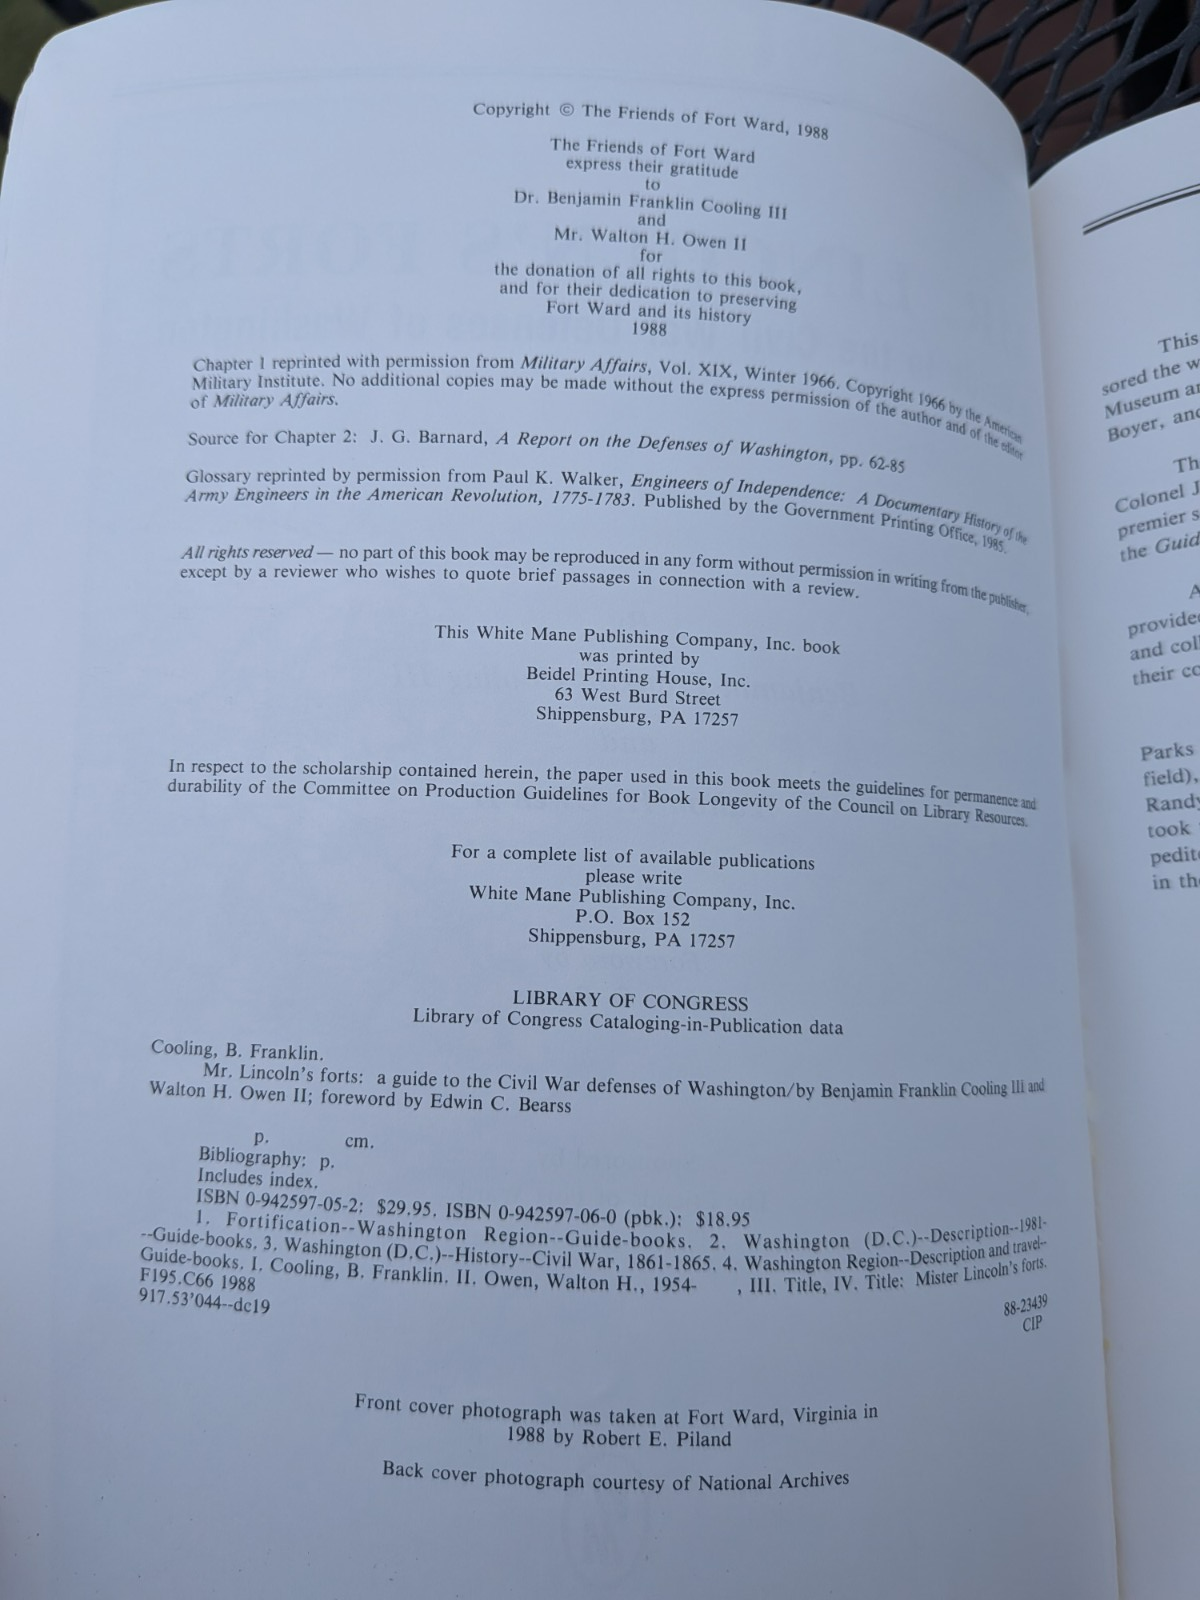 Copyright © The Friends of Fort Ward, 1988
The Friends of Fort Ward
express their gratitude
to
Dr. Benjamin Franklin Cooling III
and
Mr. Walton H. Owen II
for
the donation of all rights to this book,
and for their dedication to preserving
Fort Ward and its history
1988
Chapter 1 reprinted with permission from Military Affairs, Vol. XIX, Winter 1966. Copyright 1966 by the American
Military Institute. No additional copies may be made without the express permission of the author and of the editor
of Military Affairs.
Source for Chapter 2: J. G. Barnard, A Report on the Defenses of Washington, pp. 62-85
Glossary reprinted by permission from Paul K. Walker, Engineers of Independence: A Documentary History of the
Army Engineers in the American Revolution, 1775-1783. Published by the Government Printing Office, 1985.
All rights reserved — no part of this book may be reproduced in any form without permission in writing from the publisher,
except by a reviewer who wishes to quote brief passages in connection with a review.
This White Mane Publishing Company, Inc. book
was printed by
Beidel Printing House, Inc.
63 West Burd Street
Shippensburg, PA 17257
In respect to the scholarship contained herein, the paper used in this book meets the guidelines for permanence and
durability of the Committee on Production Guidelines for Book Longevity of the Council on Library Resources.
For a complete list of available publications
please write
White Mane Publishing Company, Inc.
P.O. Box 152
Shippensburg, PA 17257
LIBRARY OF CONGRESS
Library of Congress Cataloging-in-Publication data
Cooling, B. Franklin.
Mr. Lincoln's forts: a guide to the Civil War defenses of Washington/by Benjamin Franklin Cooling III and
Walton H. Owen II; foreword by Edwin C. Bearss
p. cm.
Bibliography: p.
Includes index.
ISBN 0-942597-05-2: $29.95. ISBN 0-942597-06-0 (pbk.): $18.95
1. Fortification--Washington Region--Guide-books. 2. Washington (D.C.)--Description--1981-
--Guide-books. 3. Washington (D.C.)--History--Civil War, 1861-1865. 4. Washington Region--Description and travel--
Guide-books. I. Cooling, B. Franklin. II. Owen, Walton H., 1954- , III. Title, IV. Title: Mister Lincoln's forts.
F195.C66 1988
917.53'044--dc19
88-23439
CIP
Front cover photograph was taken at Fort Ward, Virginia in
1988 by Robert E. Piland
Back cover photograph courtesy of National Archives
This
sored the
Museum
Boyer,
Colonel J
premier
the Guid
A
provided
and
their
Parks
field),
Randy
took
in